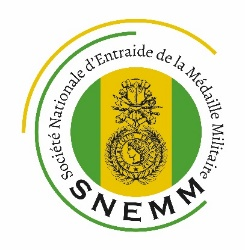 Société Nationale d'Entraide de la Médaille Militaire
SNEMM